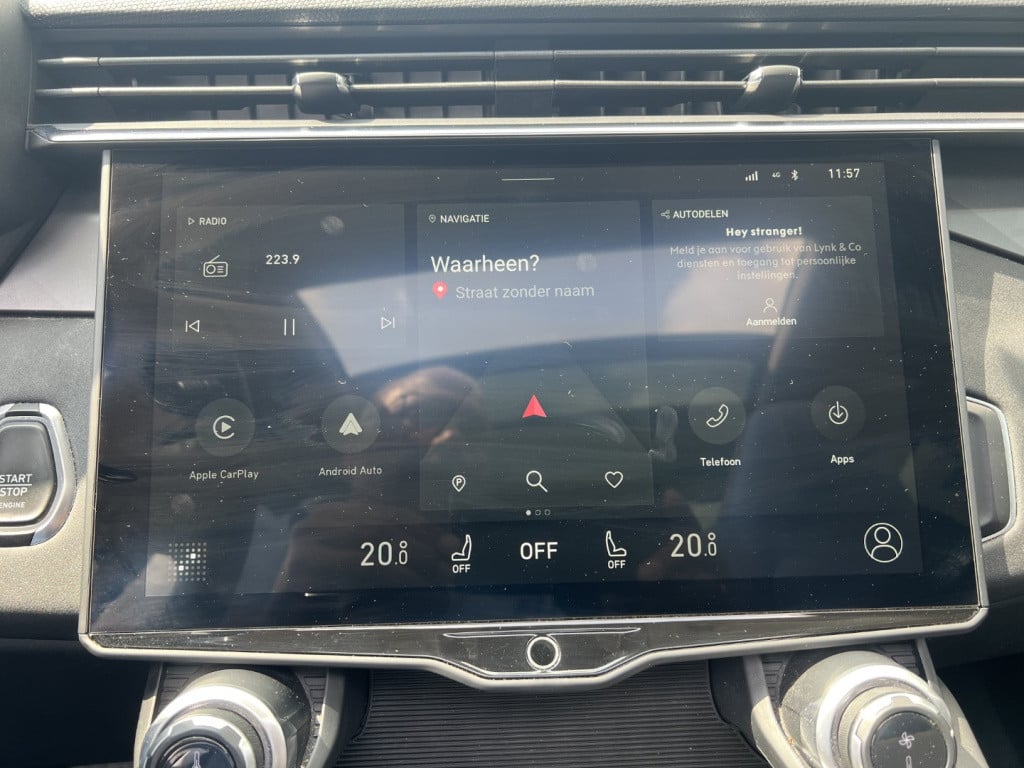 4G
11:57
RADIO
NAVIGATIE
AUTODELEN
223.9
Waarheen?
Straat zonder naam
Hey stranger!
Meld je aan voor gebruik van Lynk & Co
diensten en toegang tot persoonlijke
instellingen.
Aanmelden
Apple CarPlay
Android Auto
P
Telefoon
Apps
START
STOP
ENGINE
20.0
OFF
OFF
OFF
20.0